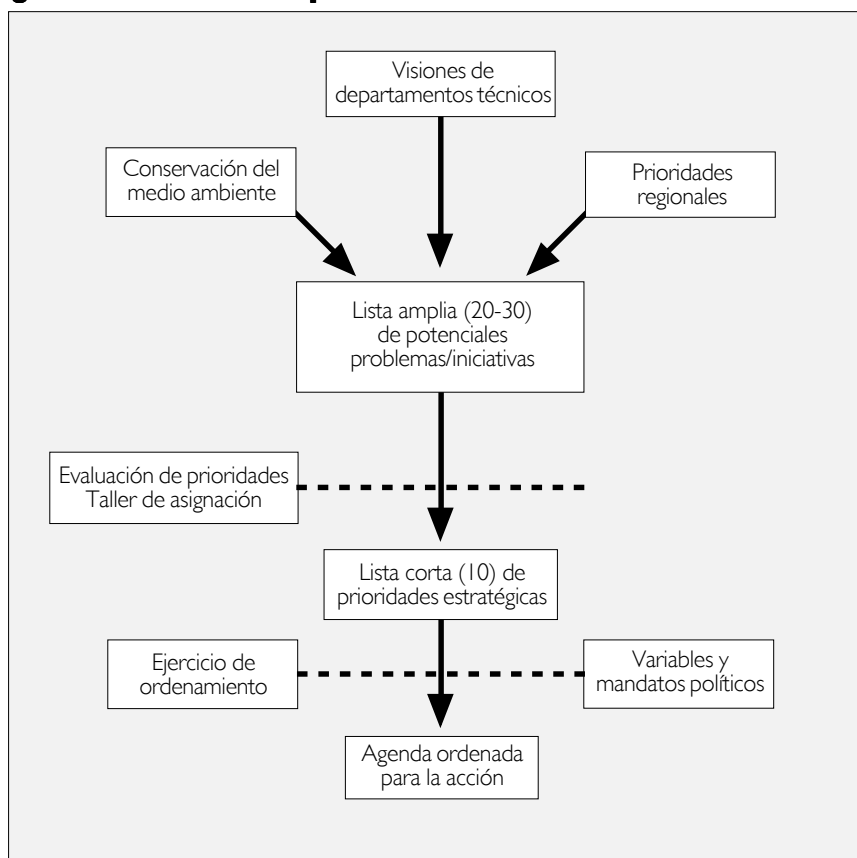 Visiones de
departamentos técnicos
Conservación del
medio ambiente
Prioridades
regionales
Lista amplia (20-30)
de potenciales
problemas/iniciativas
Evaluación de prioridades
Taller de asignación
Lista corta (10) de
prioridades estratégicas
Ejercicio de
ordenamiento
Variables y
mandatos políticos
Agenda ordenada
para la acción